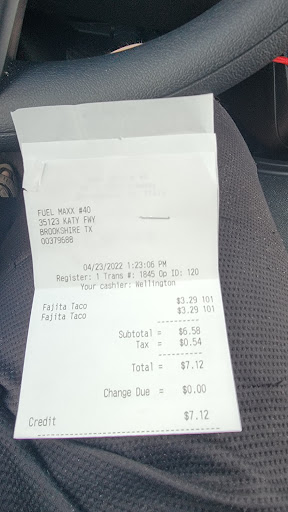 FUEL MAXX #40
35123 KATY FWY
BROOKSHIRE TX
00379588
04/23/2022 1:23:06 PM
Register: 1 Trans #: 1845 Op ID: 120
Your cashier: Wellington
Fajita Taco $3.29 101
Fajita Taco $3.29 101
----------
Subtotal = $6.58
Tax = $0.54
----------
Total = $7.12
Change Due = $0.00
Credit $7.12